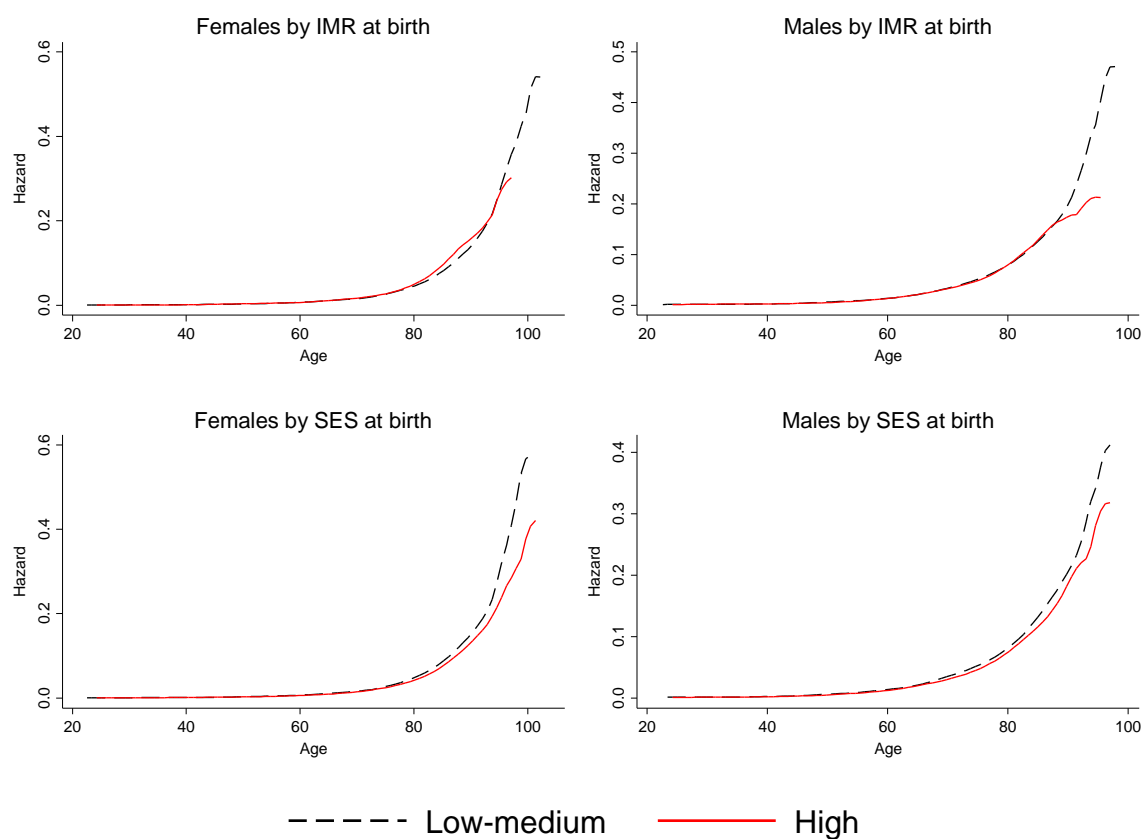 Females by IMR at birth
Hazard
0.0 0.2 0.4 0.6
20 40 60 80 100
Age
Males by IMR at birth
Hazard
0.0 0.1 0.2 0.3 0.4 0.5
20 40 60 80 100
Age
Females by SES at birth
Hazard
0.0 0.2 0.4 0.6
20 40 60 80 100
Age
Males by SES at birth
Hazard
0.0 0.1 0.2 0.3 0.4
20 40 60 80 100
Age
Low-medium High